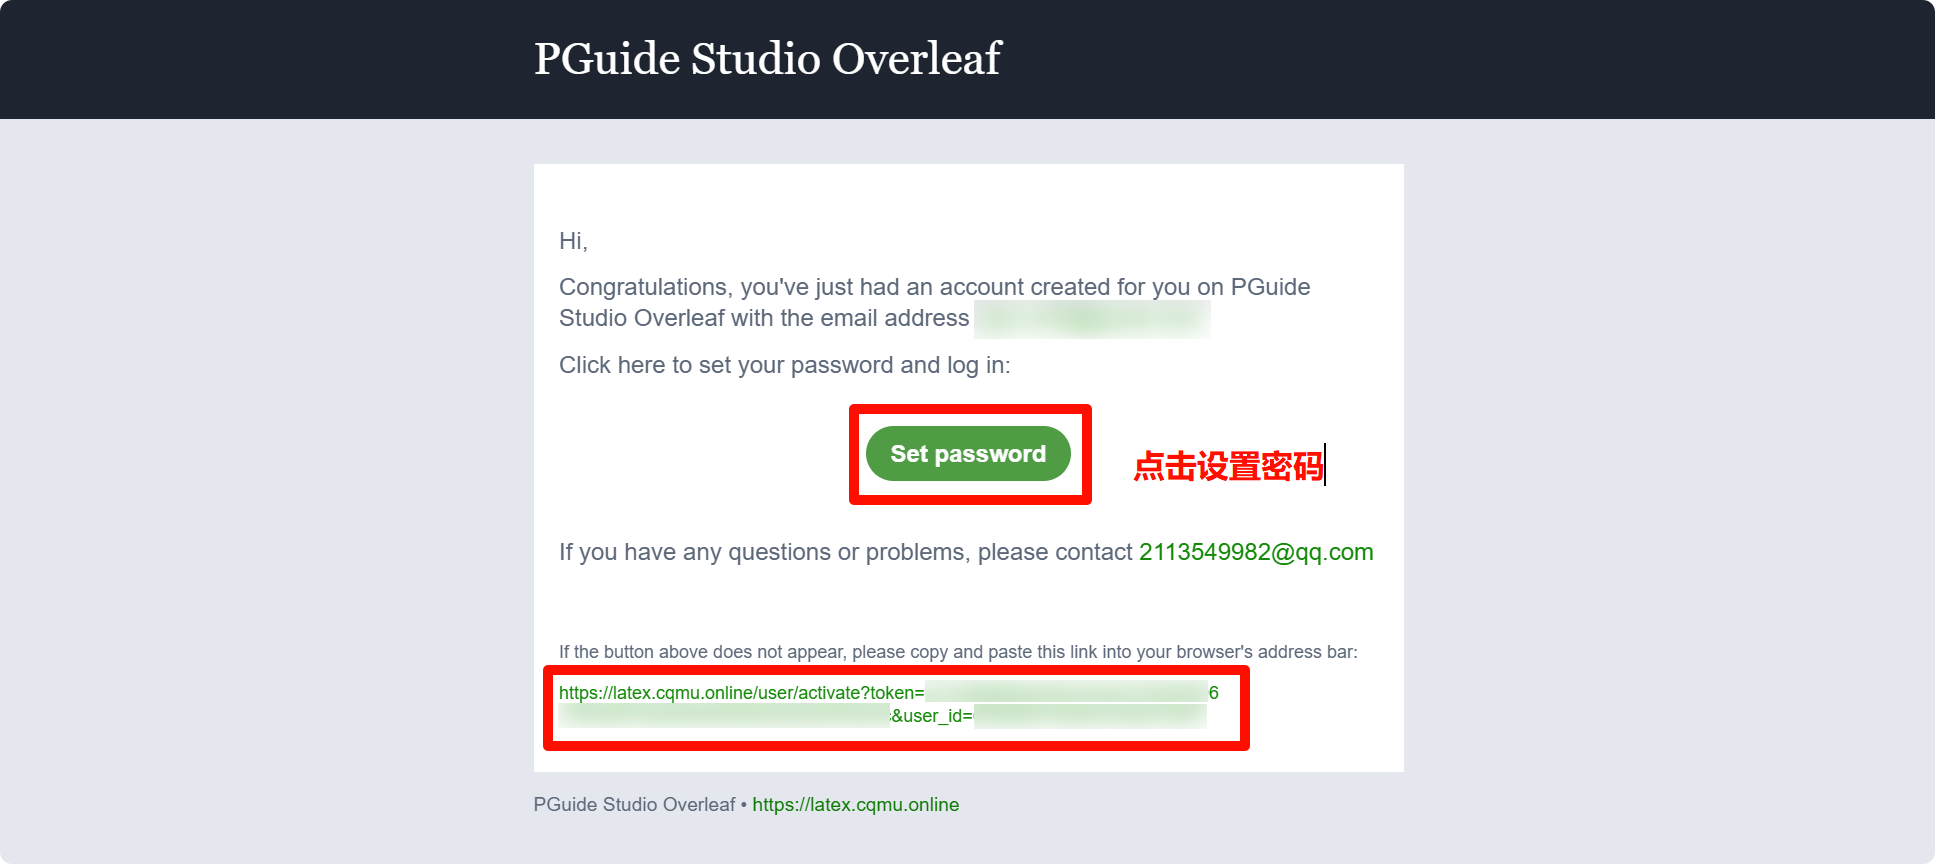 PGuide Studio Overleaf
Hi,
Congratulations, you've just had an account created for you on PGuide
Studio Overleaf with the email address
Click here to set your password and log in:
Set password
点击设置密码
If you have any questions or problems, please contact 2113549982@qq.com
If the button above does not appear, please copy and paste this link into your browser's address bar:
https://latex.cqmu.online/user/activate?token= 6
&user_id=
PGuide Studio Overleaf • https://latex.cqmu.online